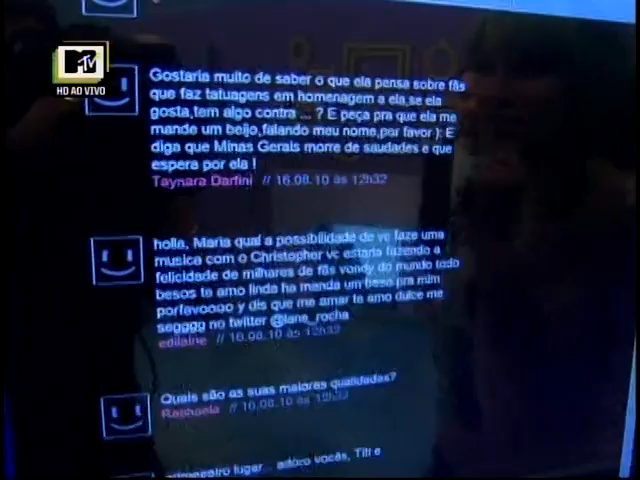 MTV
HD AO VIVO
Gostaria muito de saber o que ela pensa sobre fãs
que faz tatuagens em homenagem a ela,se ela
gosta,tem algo contra ... ? E peça pra que ela me
mande um beijo,falando meu nome,por favor ): E
diga que Minas Gerais morre de saudades e que
espera por ela !
Taynara Darfini // 16.08.10 às 12h32
holla, Maria qual a possibilidade de vc faze uma
musica com o Christopher vc estaria fazendo a
felicidade de milhares de fãs vondy do mundo todo
besos te amo linda ha manda um beso pra mim
porfavoooo y dis que me amar te amo dulce me
segggg no twitter @lane_rocha
edilaine // 16.08.10 às 12h32
Quais são as suas maiores qualidades?
Raphaela // 16.08.10 às 12h32
lugar... adoro vocês, Titi e